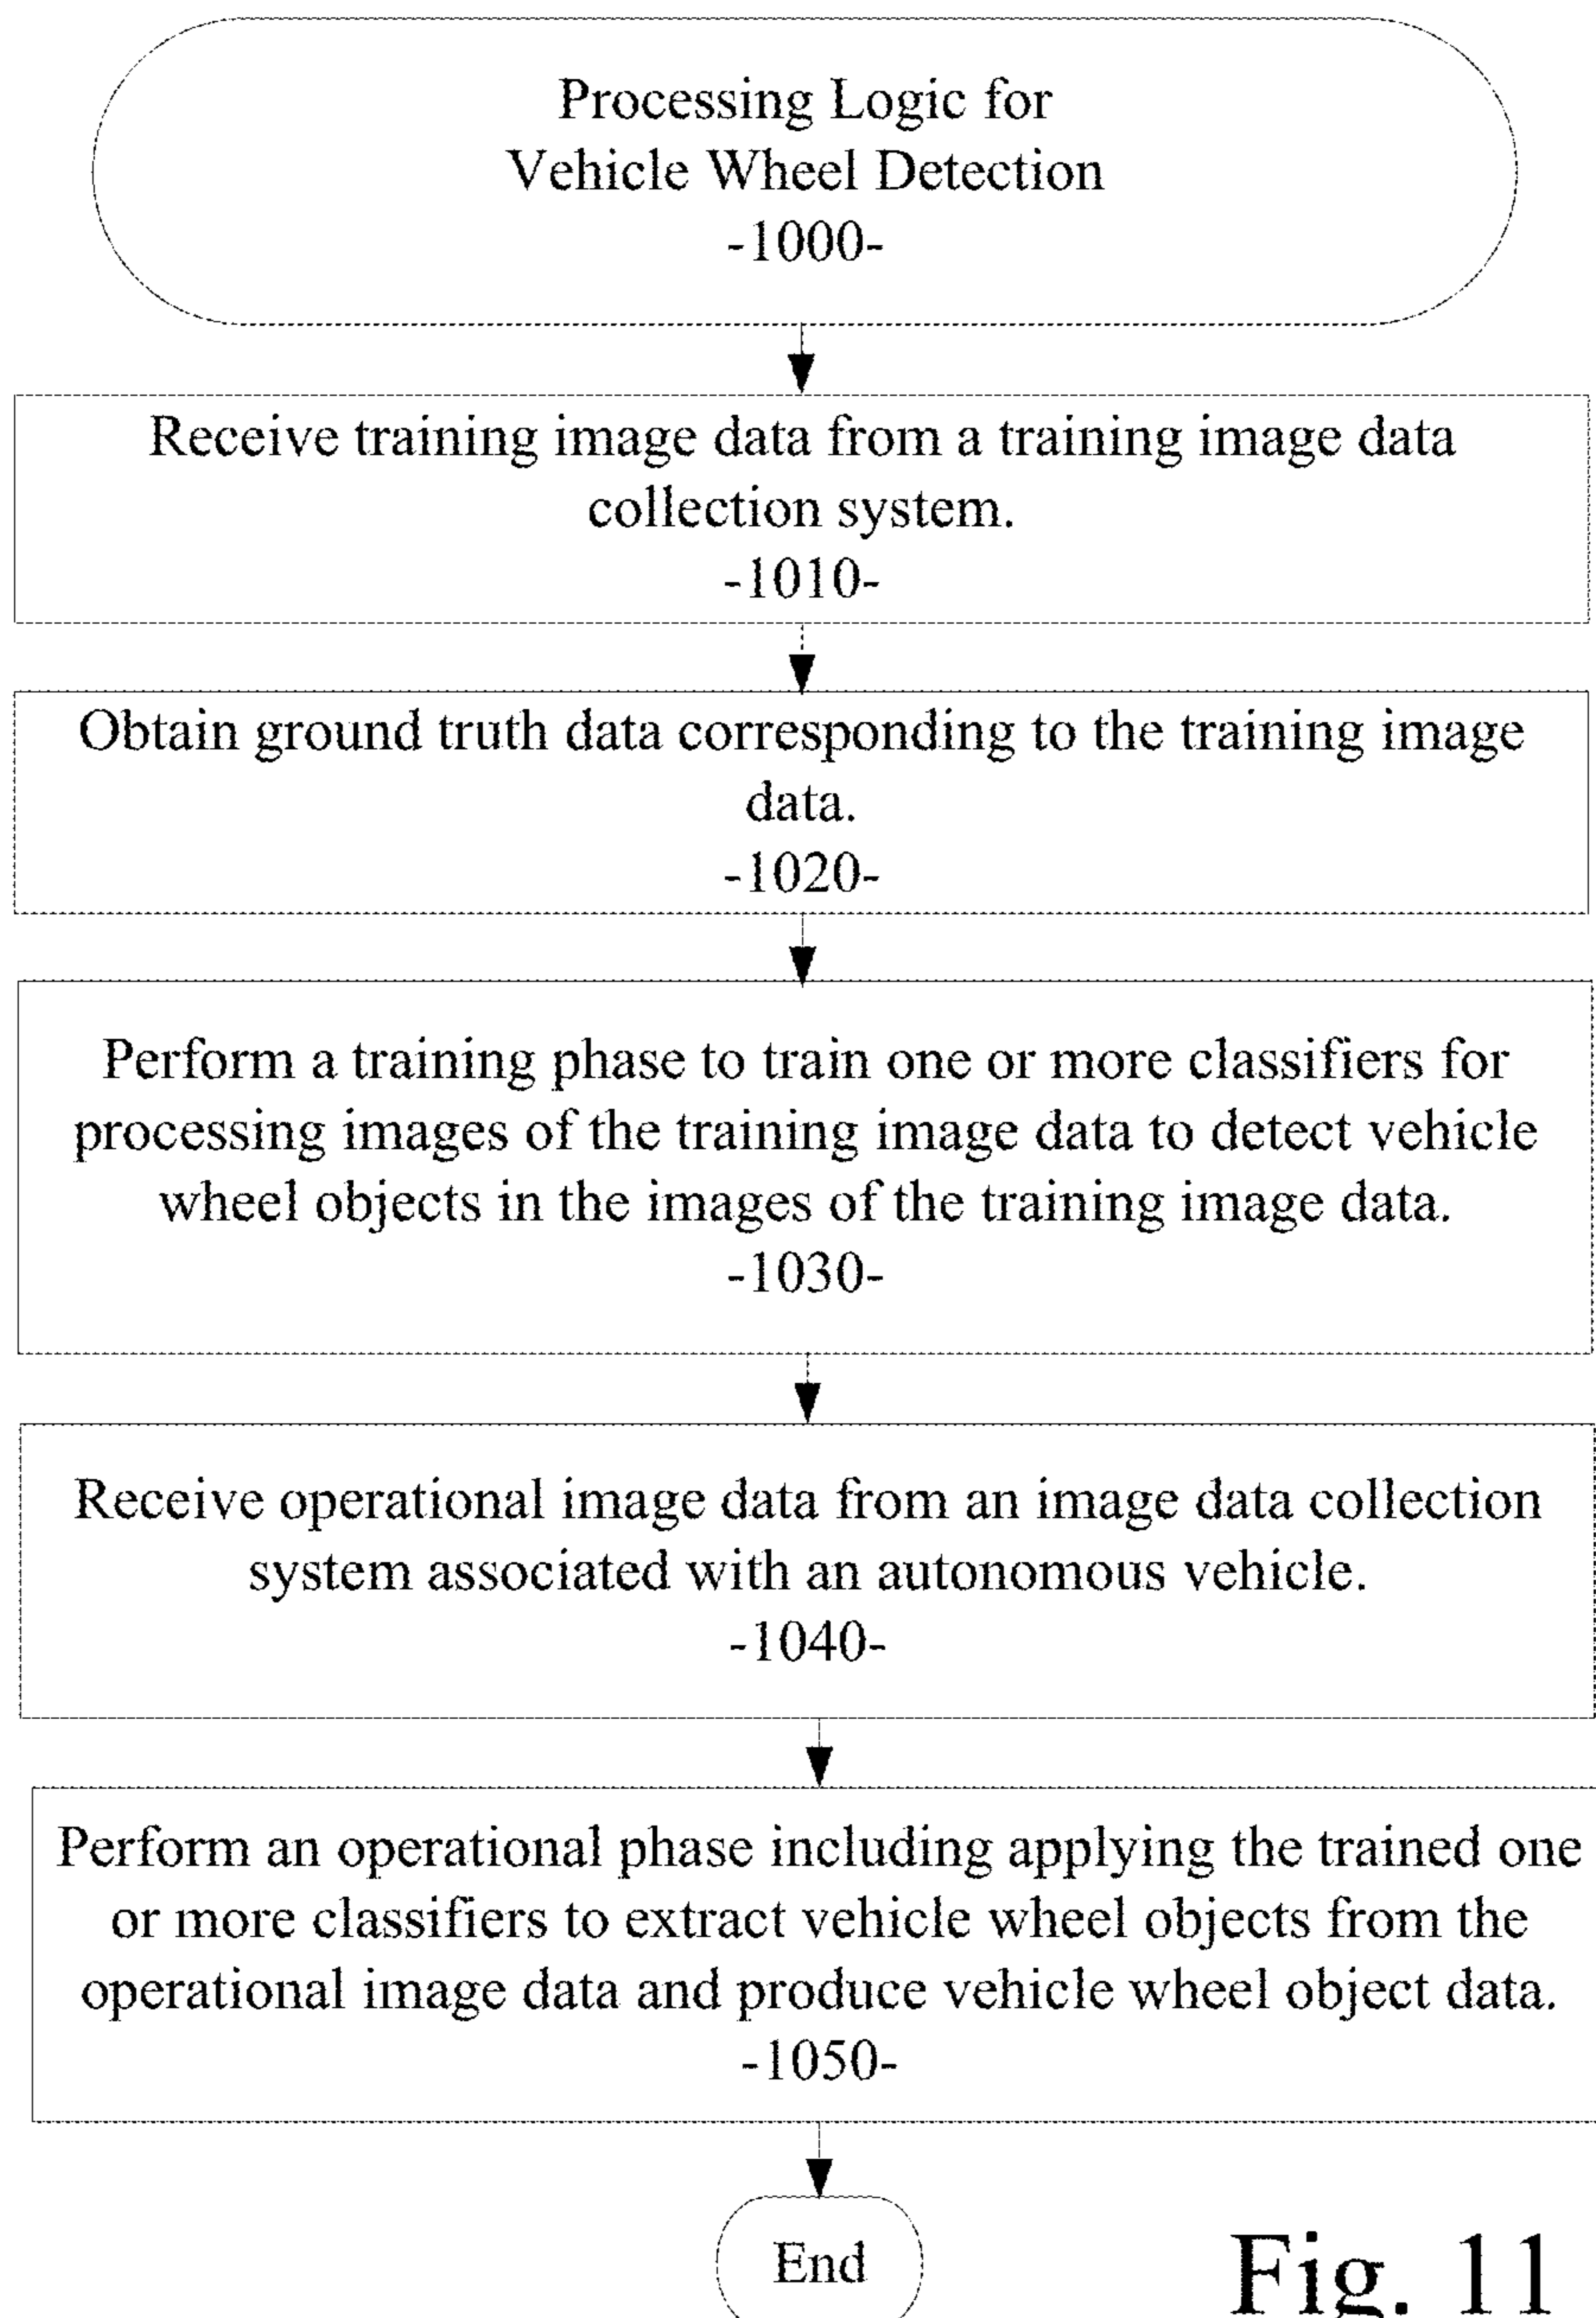 Processing Logic for
Vehicle Wheel Detection
-1000-
Receive training image data from a training image data
collection system.
-1010-
Obtain ground truth data corresponding to the training image
data.
-1020-
Perform a training phase to train one or more classifiers for
processing images of the training image data to detect vehicle
wheel objects in the images of the training image data.
-1030-
Receive operational image data from an image data collection
system associated with an autonomous vehicle.
-1040-
Perform an operational phase including applying the trained one
or more classifiers to extract vehicle wheel objects from the
operational image data and produce vehicle wheel object data.
-1050-
End
Fig. 11